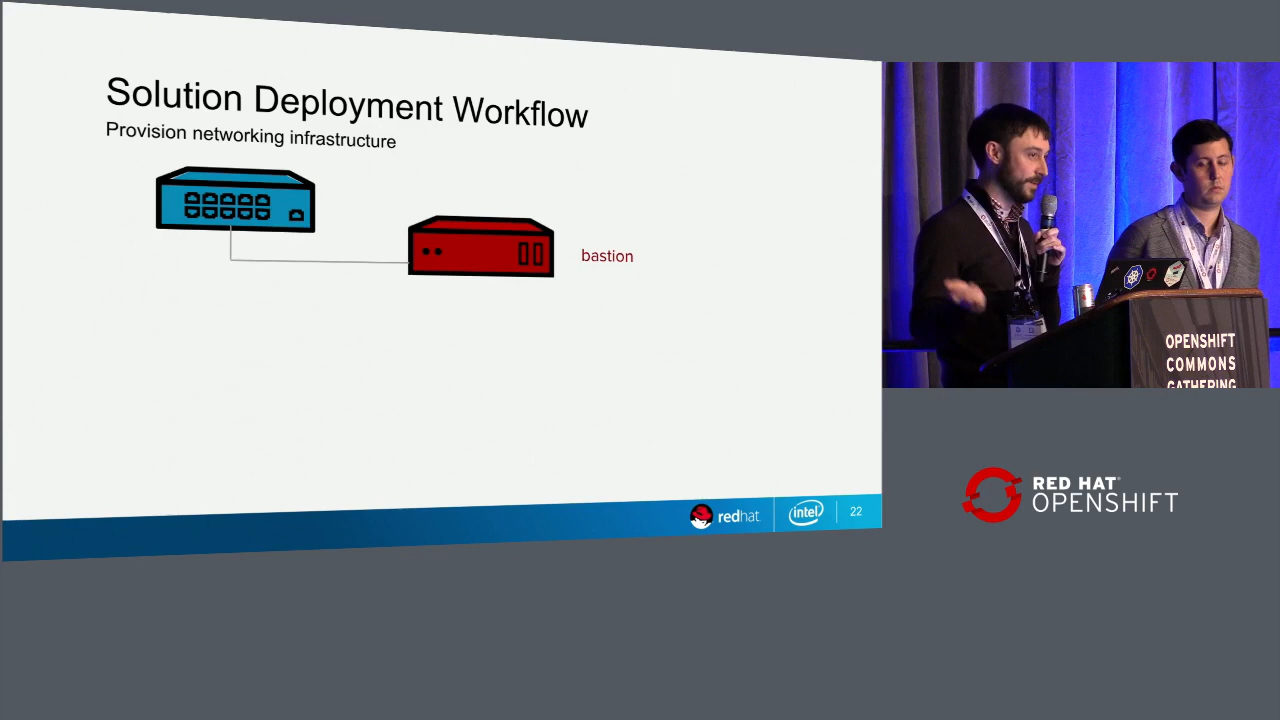 Solution Deployment Workflow
Provision networking infrastructure
bastion
redhat
intel
22
OPENSHIFT
COMMONS
GATHERING
RED HAT
OPENSHIFT